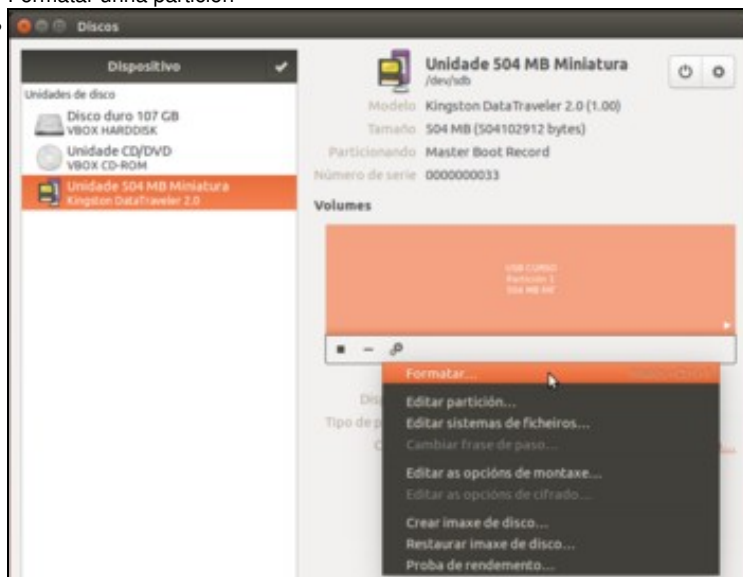 Formatar unha partición
Discos
Dispositivo
Unidades de disco
Disco duro 107 GB
VBOX HARDDISK
Unidade CD/DVD
VBOX CD-ROM
Unidade 504 MB Miniatura
Kingston DataTraveler 2.0
Unidade 504 MB Miniatura
/dev/sdb
Modelo Kingston DataTraveler 2.0 (1.00)
Tamaño 504 MB (504102912 bytes)
Particionando Master Boot Record
Número de serie 0000000033
Volumes
USB CURSO
Partición 1
504 MB FAT
Formatar...
Editar partición...
Editar sistemas de ficheiros...
Cambiar frase de paso...
Editar as opcións de montaxe...
Editar as opcións de cifrado...
Crear imaxe de disco...
Restaurar imaxe de disco...
Proba de rendemento...